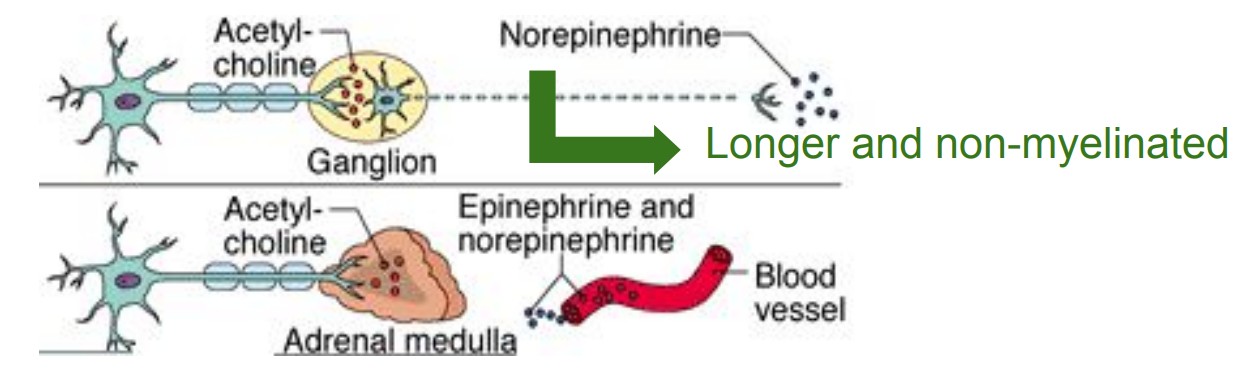 Acetyl-
choline
Norepinephrine
Longer and non-myelinated
Ganglion
Acetyl-
choline
Epinephrine and
norepinephrine
Blood
vessel
Adrenal medulla